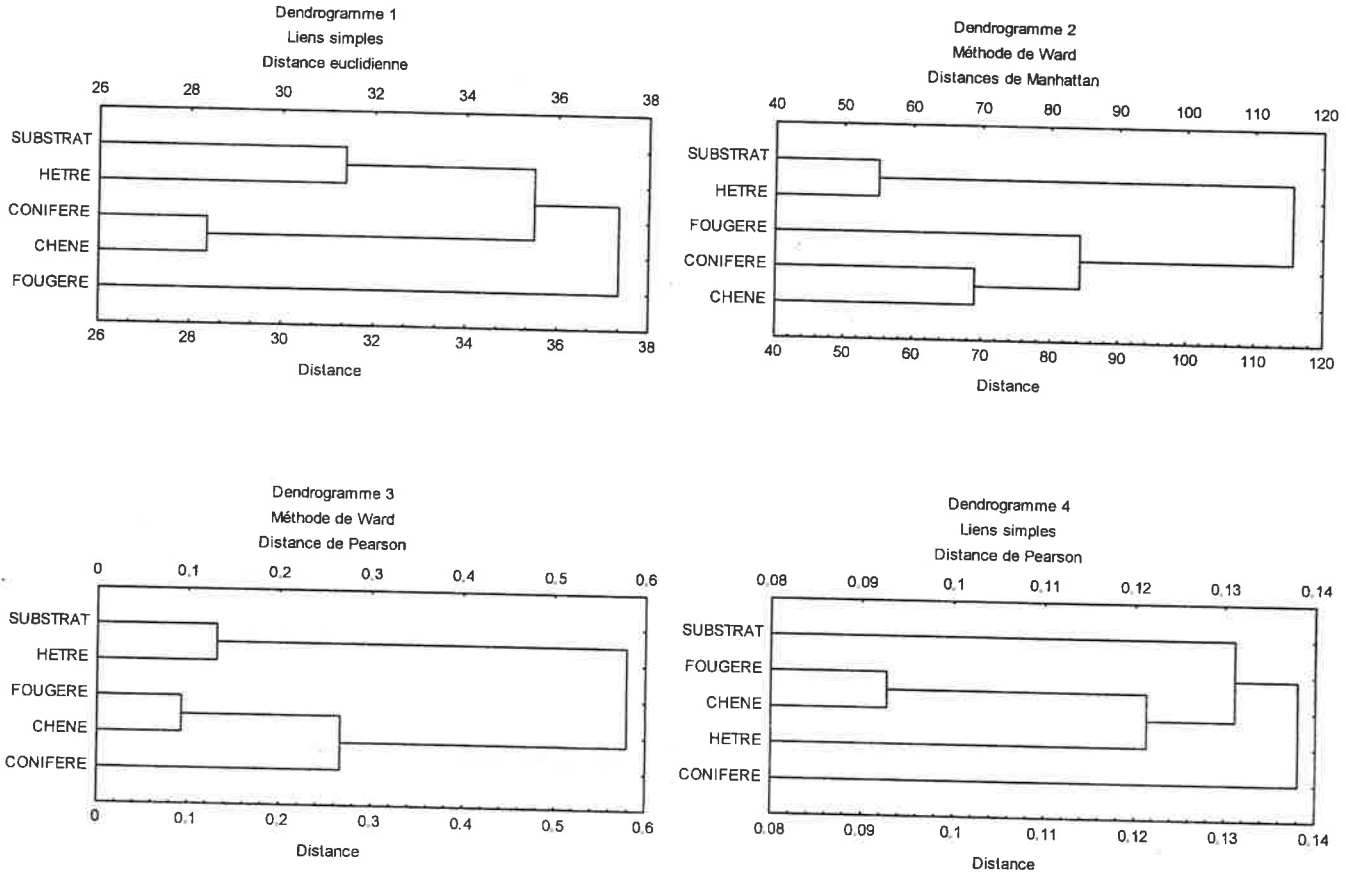 Dendrogramme 1
Liens simples
Distance euclidienne
26 28 30 32 34 36 38
SUBSTRAT
HETRE
CONIFERE
CHENE
FOUGERE
26 28 30 32 34 36 38
Distance
Dendrogramme 2
Méthode de Ward
Distances de Manhattan
40 50 60 70 80 90 100 110 120
SUBSTRAT
HETRE
FOUGERE
CONIFERE
CHENE
40 50 60 70 80 90 100 110 120
Distance
Dendrogramme 3
Méthode de Ward
Distance de Pearson
0 0.1 0.2 0.3 0.4 0.5 0.6
SUBSTRAT
HETRE
FOUGERE
CHENE
CONIFERE
0 0.1 0.2 0.3 0.4 0.5 0.6
Distance
Dendrogramme 4
Liens simples
Distance de Pearson
0.08 0.09 0.1 0.11 0.12 0.13 0.14
SUBSTRAT
FOUGERE
CHENE
HETRE
CONIFERE
0.08 0.09 0.1 0.11 0.12 0.13 0.14
Distance